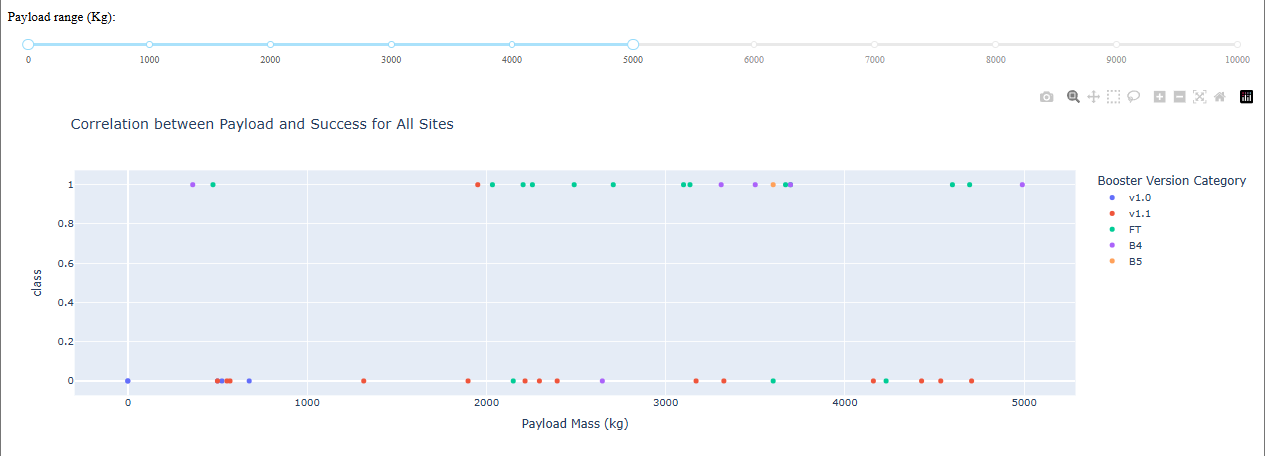 Payload range (Kg):
0 1000 2000 3000 4000 5000 6000 7000 8000 9000 10000
Correlation between Payload and Success for All Sites
1
0.8
0.6
0.4
0.2
0
class
0 1000 2000 3000 4000 5000
Payload Mass (kg)
Booster Version Category
v1.0
v1.1
FT
B4
B5